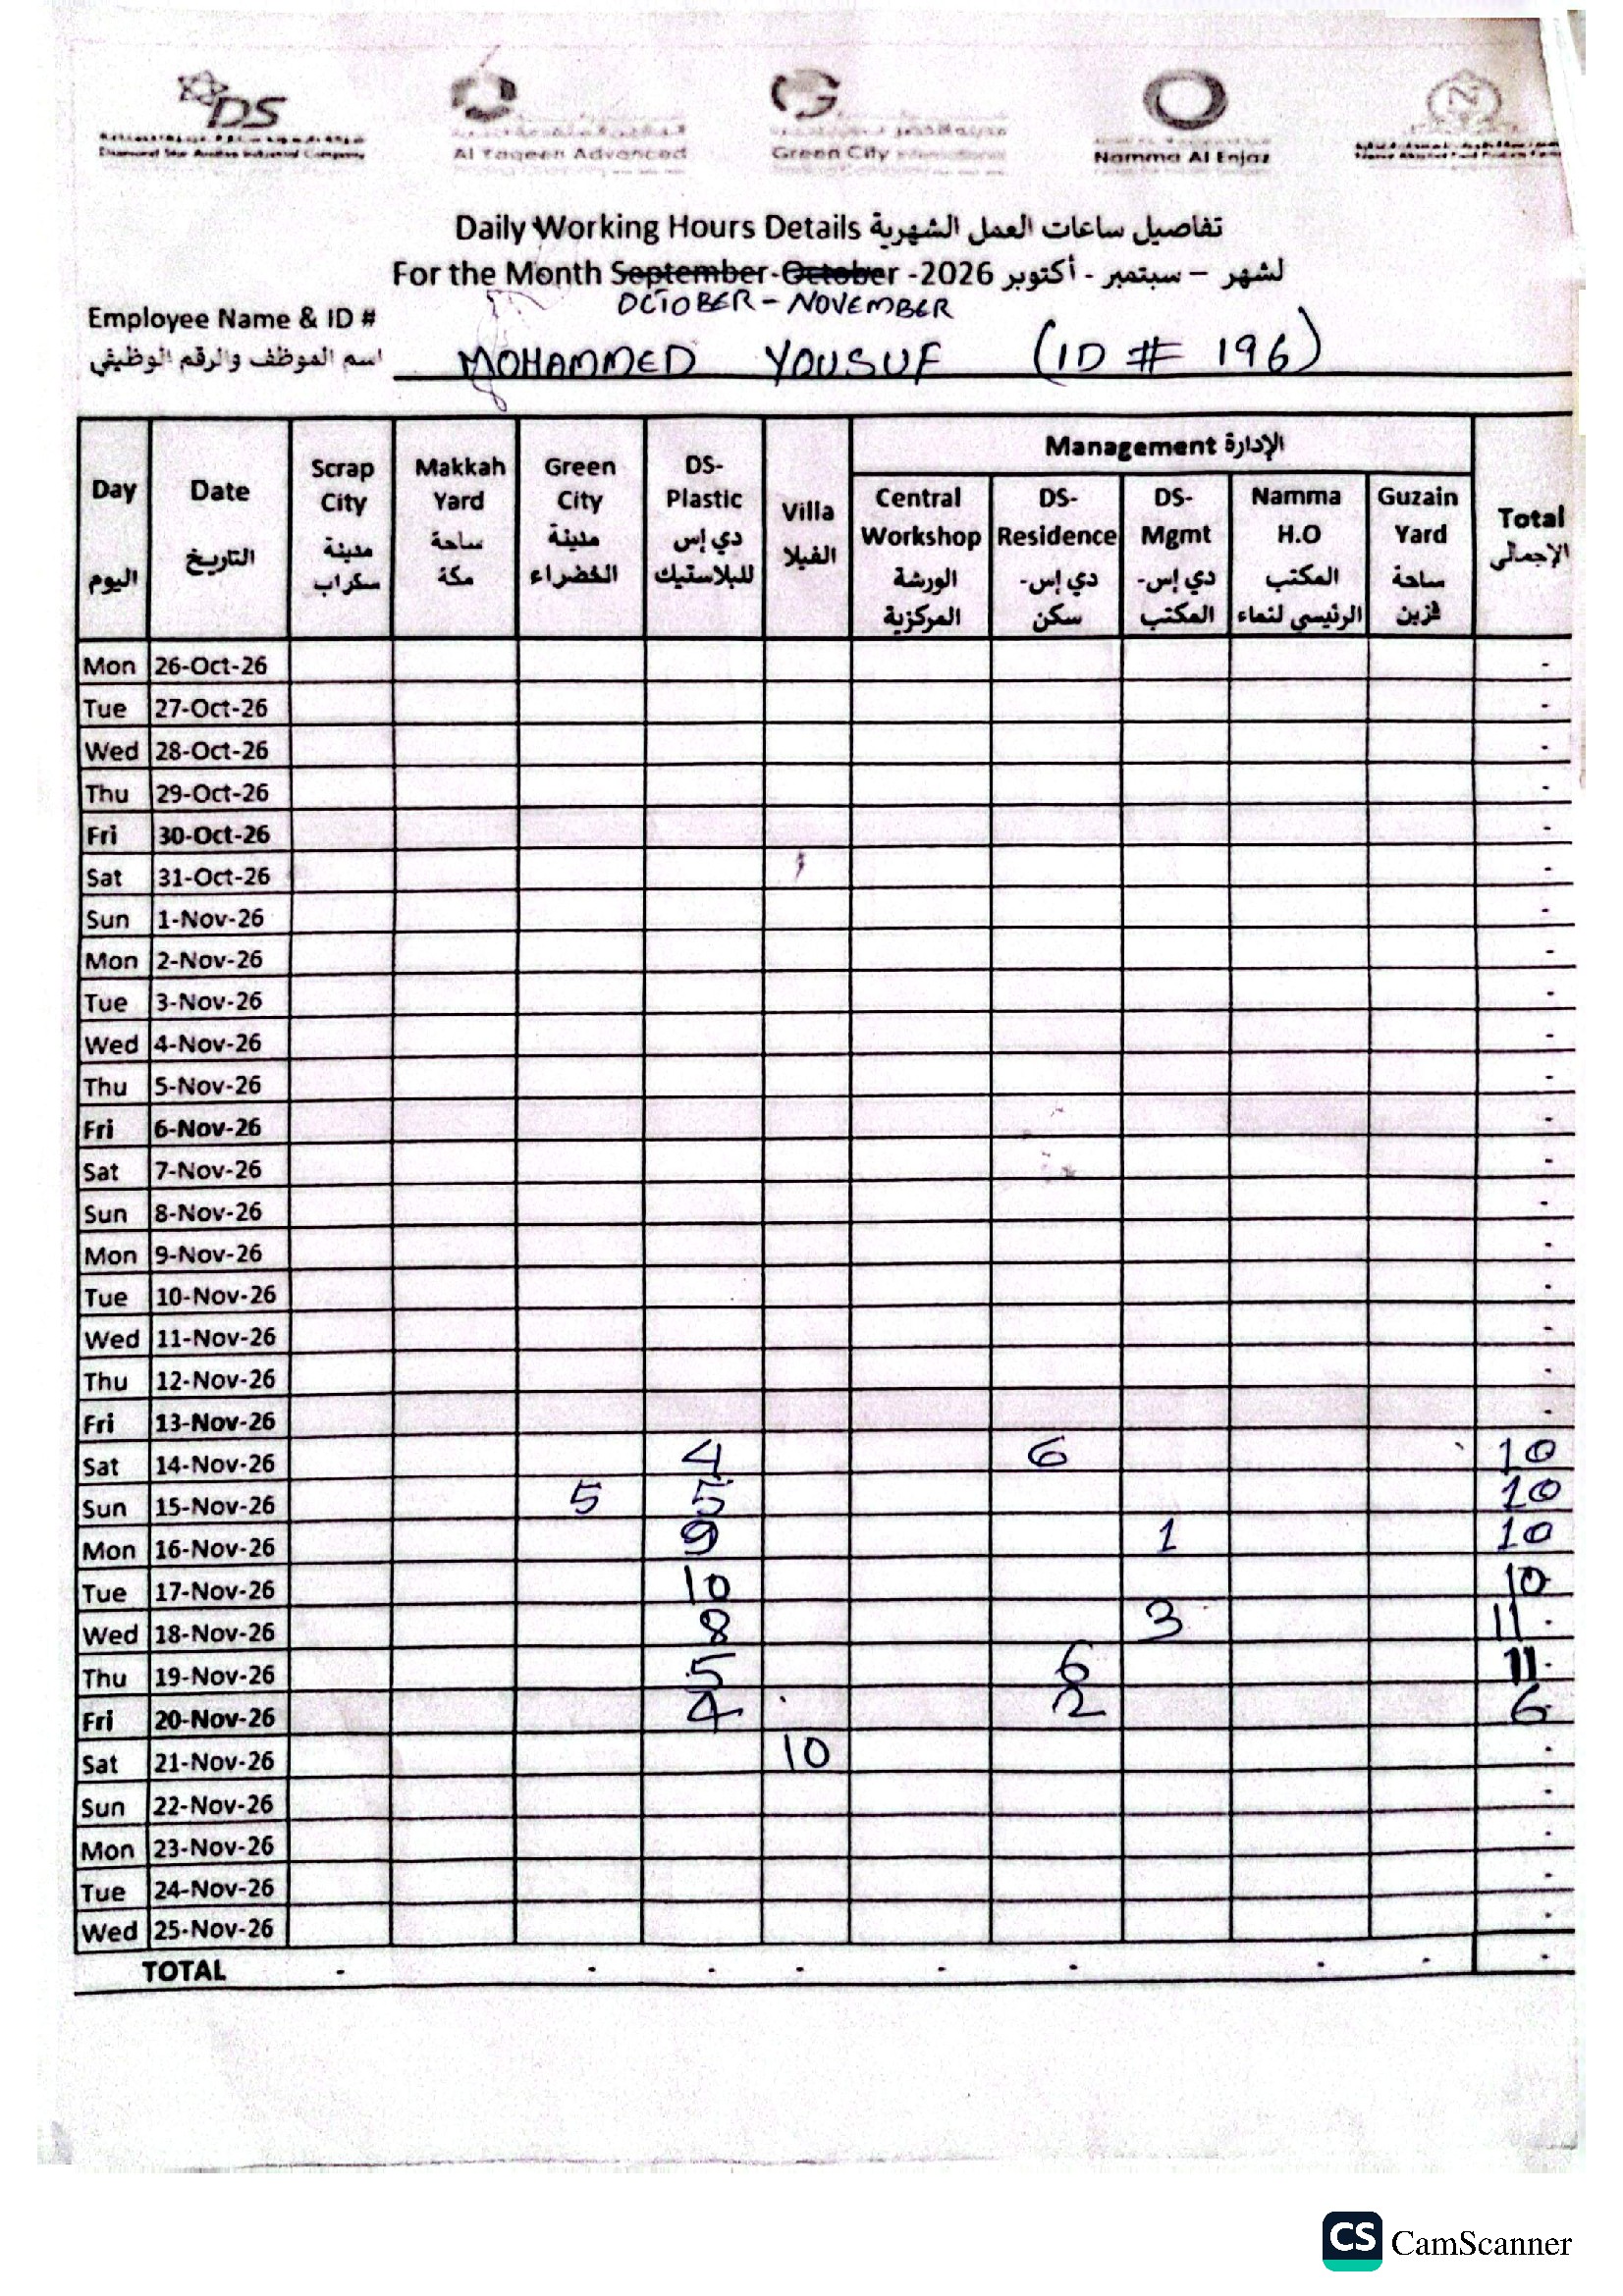 DS
Diamond Star Arabia Industrial Company
Al Yaqeen Advanced
Green City International
Namma Al Enjaz
N
Daily Working Hours Details تفاصيل ساعات العمل الشهرية
For the Month September-October -2026 لشهر – سبتمبر - أكتوبر
OCTOBER - NOVEMBER
Employee Name & ID #
اسم الموظف والرقم الوظيفي
MOHAMMED YOUSUF (ID # 196)
Day اليوم
Date التاريخ
Scrap City مدينة سكراب
Makkah Yard ساحة مكة
Green City مدينة الخضراء
DS-Plastic دي إس للبلاستيك
Villa الفيلا
Management الإدارة
Central Workshop الورشة المركزية
DS-Residence دي إس- سكن
DS-Mgmt دي إس- المكتب
Namma H.O المكتب الرئيسي لنماء
Guzain Yard ساحة قزين
Total الإجمالي
Mon 26-Oct-26 -
Tue 27-Oct-26 -
Wed 28-Oct-26 -
Thu 29-Oct-26 -
Fri 30-Oct-26 -
Sat 31-Oct-26 -
Sun 1-Nov-26 -
Mon 2-Nov-26 -
Tue 3-Nov-26 -
Wed 4-Nov-26 -
Thu 5-Nov-26 -
Fri 6-Nov-26 -
Sat 7-Nov-26 -
Sun 8-Nov-26 -
Mon 9-Nov-26 -
Tue 10-Nov-26 -
Wed 11-Nov-26 -
Thu 12-Nov-26 -
Fri 13-Nov-26 -
Sat 14-Nov-26 4 6 10
Sun 15-Nov-26 5 5 10
Mon 16-Nov-26 9 1 10
Tue 17-Nov-26 10 10
Wed 18-Nov-26 8 3 11
Thu 19-Nov-26 5 6 11
Fri 20-Nov-26 4 2 6
Sat 21-Nov-26 10 -
Sun 22-Nov-26 -
Mon 23-Nov-26 -
Tue 24-Nov-26 -
Wed 25-Nov-26 -
TOTAL - - - - - - - - -
CS CamScanner